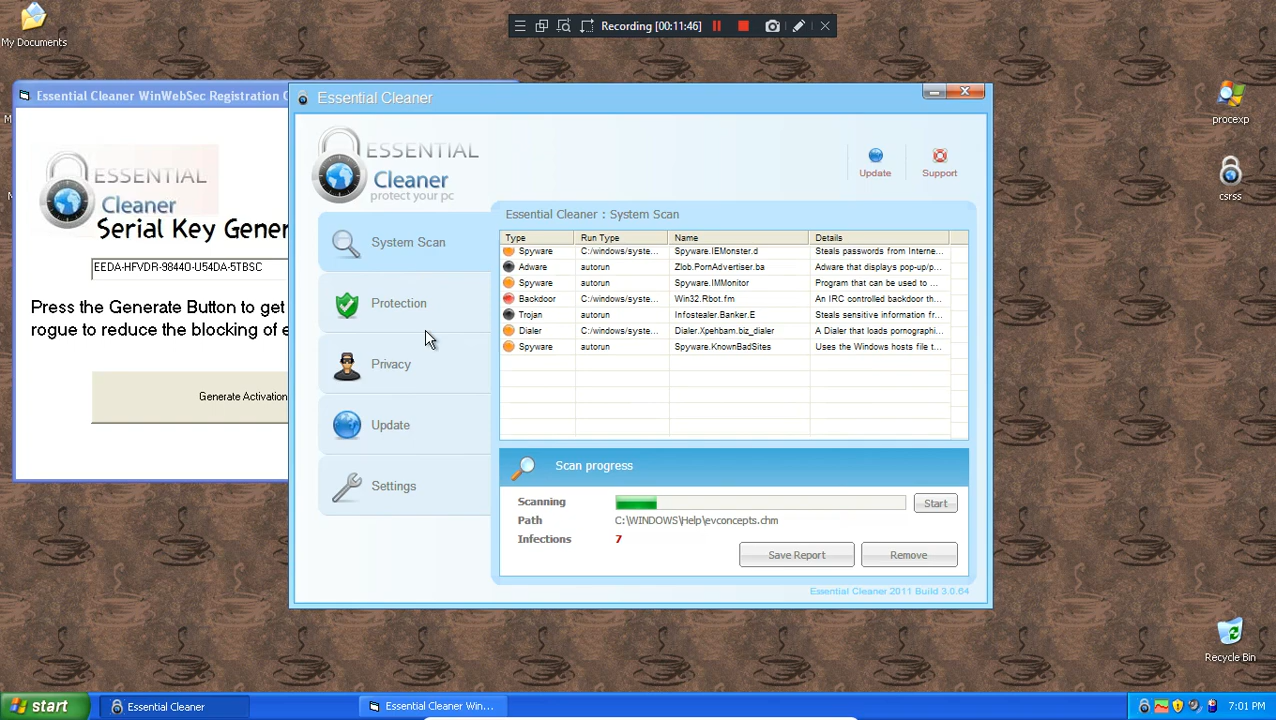 My Documents
Recording [00:11:46]
procexp
csrss
Recycle Bin
Essential Cleaner WinWebSec Registration
ESSENTIAL
Cleaner
Serial Key Gener
EEDA-HFVDR-9844O-U54DA-5TBSC
Press the Generate Button to get
rogue to reduce the blocking of e
Generate Activation
Essential Cleaner
ESSENTIAL
Cleaner
protect your pc
Update
Support
System Scan
Protection
Privacy
Update
Settings
Essential Cleaner : System Scan
Type Run Type Name Details
Spyware C:/windows/syste... Spyware.IEMonster.d Steals passwords from Interne...
Adware autorun Zlob.PornAdvertiser.ba Adware that displays pop-up/p...
Spyware autorun Spyware.IMMonitor Program that can be used to ...
Backdoor C:/windows/syste... Win32.Rbot.fm An IRC controlled backdoor th...
Trojan autorun Infostealer.Banker.E Steals sensitive information fr...
Dialer C:/windows/syste... Dialer.Xpehbam.biz_dialer A Dialer that loads pornographi...
Spyware autorun Spyware.KnownBadSites Uses the Windows hosts file t...
Scan progress
Scanning
Start
Path C:\WINDOWS\Help\evconcepts.chm
Infections 7
Save Report
Remove
Essential Cleaner 2011 Build 3.0.64
start
Essential Cleaner
Essential Cleaner Win...
7:01 PM